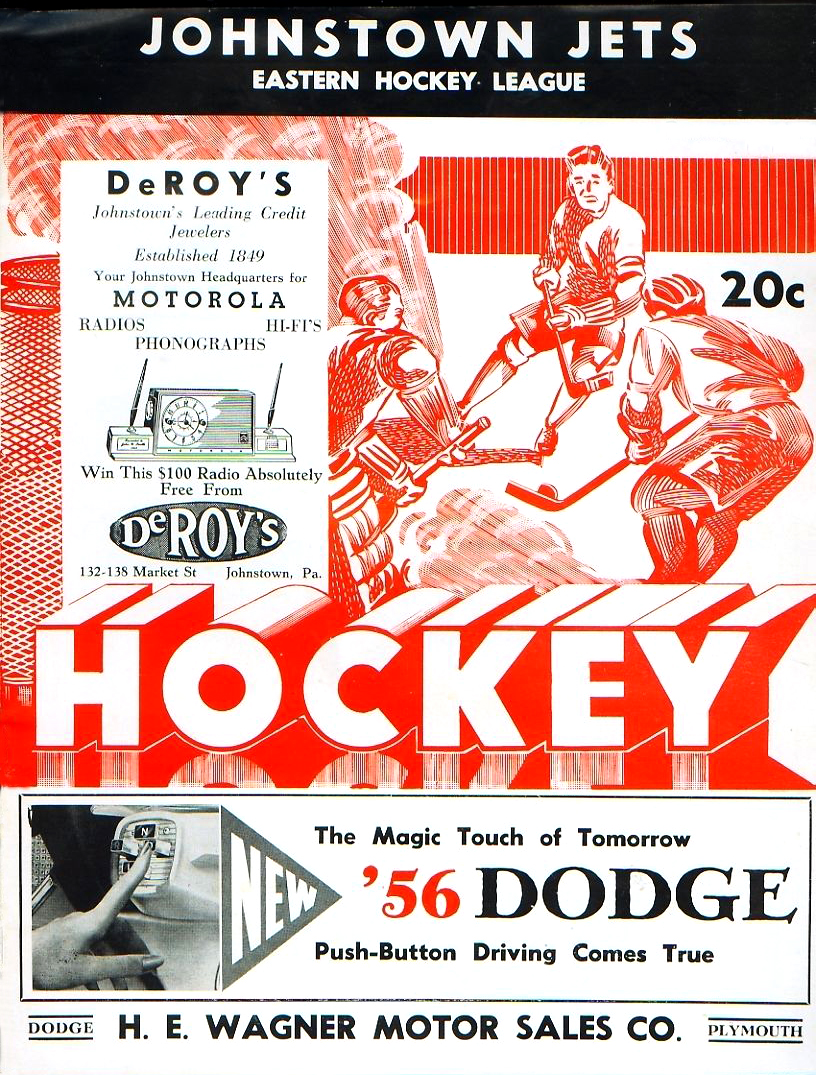 JOHNSTOWN JETS
EASTERN HOCKEY LEAGUE
DeROY'S
Johnstown's Leading Credit
Jewelers
Established 1849
Your Johnstown Headquarters for
MOTOROLA
RADIOS HI-FI'S
PHONOGRAPHS
MOTOROLA
Win This $100 Radio Absolutely
Free From
DeROY'S
132-138 Market St Johnstown, Pa.
20c
HOCKEY
N
NEW
The Magic Touch of Tomorrow
'56 DODGE
Push-Button Driving Comes True
DODGE H. E. WAGNER MOTOR SALES CO. PLYMOUTH